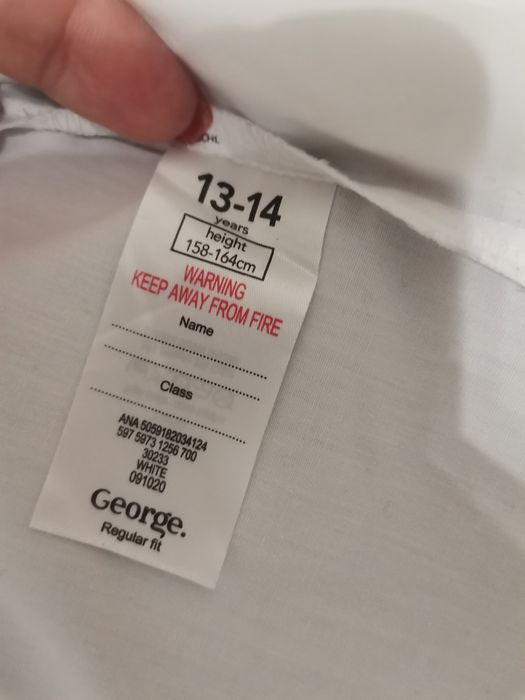 13-14
years
height
158-164cm
WARNING
KEEP AWAY FROM FIRE
Name
Class
ANA 5059182034124
597 5973 1256 700
30233
WHITE
091020
George.
Regular fit